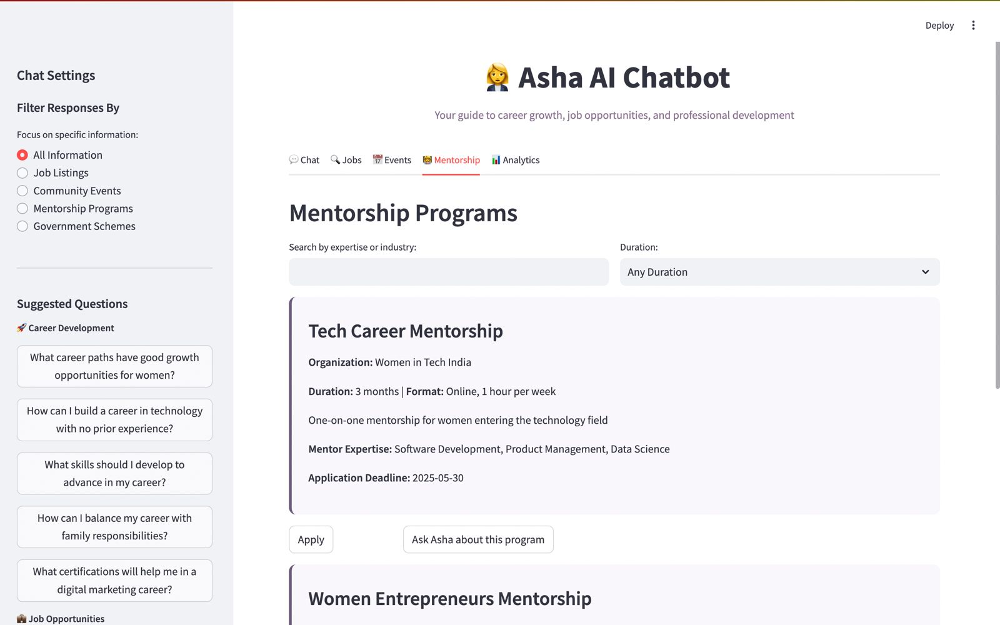 Deploy
Chat Settings
Filter Responses By
Focus on specific information:
All Information
Job Listings
Community Events
Mentorship Programs
Government Schemes
Suggested Questions
🚀 Career Development
What career paths have good growth
opportunities for women?
How can I build a career in technology
with no prior experience?
What skills should I develop to
advance in my career?
How can I balance my career with
family responsibilities?
What certifications will help me in a
digital marketing career?
💼 Job Opportunities
👩‍💼 Asha AI Chatbot
Your guide to career growth, job opportunities, and professional development
💬 Chat 🔍 Jobs 📅 Events 👩‍🏫 Mentorship 📊 Analytics
Mentorship Programs
Search by expertise or industry:
Duration:
Any Duration
Tech Career Mentorship
Organization: Women in Tech India
Duration: 3 months | Format: Online, 1 hour per week
One-on-one mentorship for women entering the technology field
Mentor Expertise: Software Development, Product Management, Data Science
Application Deadline: 2025-05-30
Apply
Ask Asha about this program
Women Entrepreneurs Mentorship